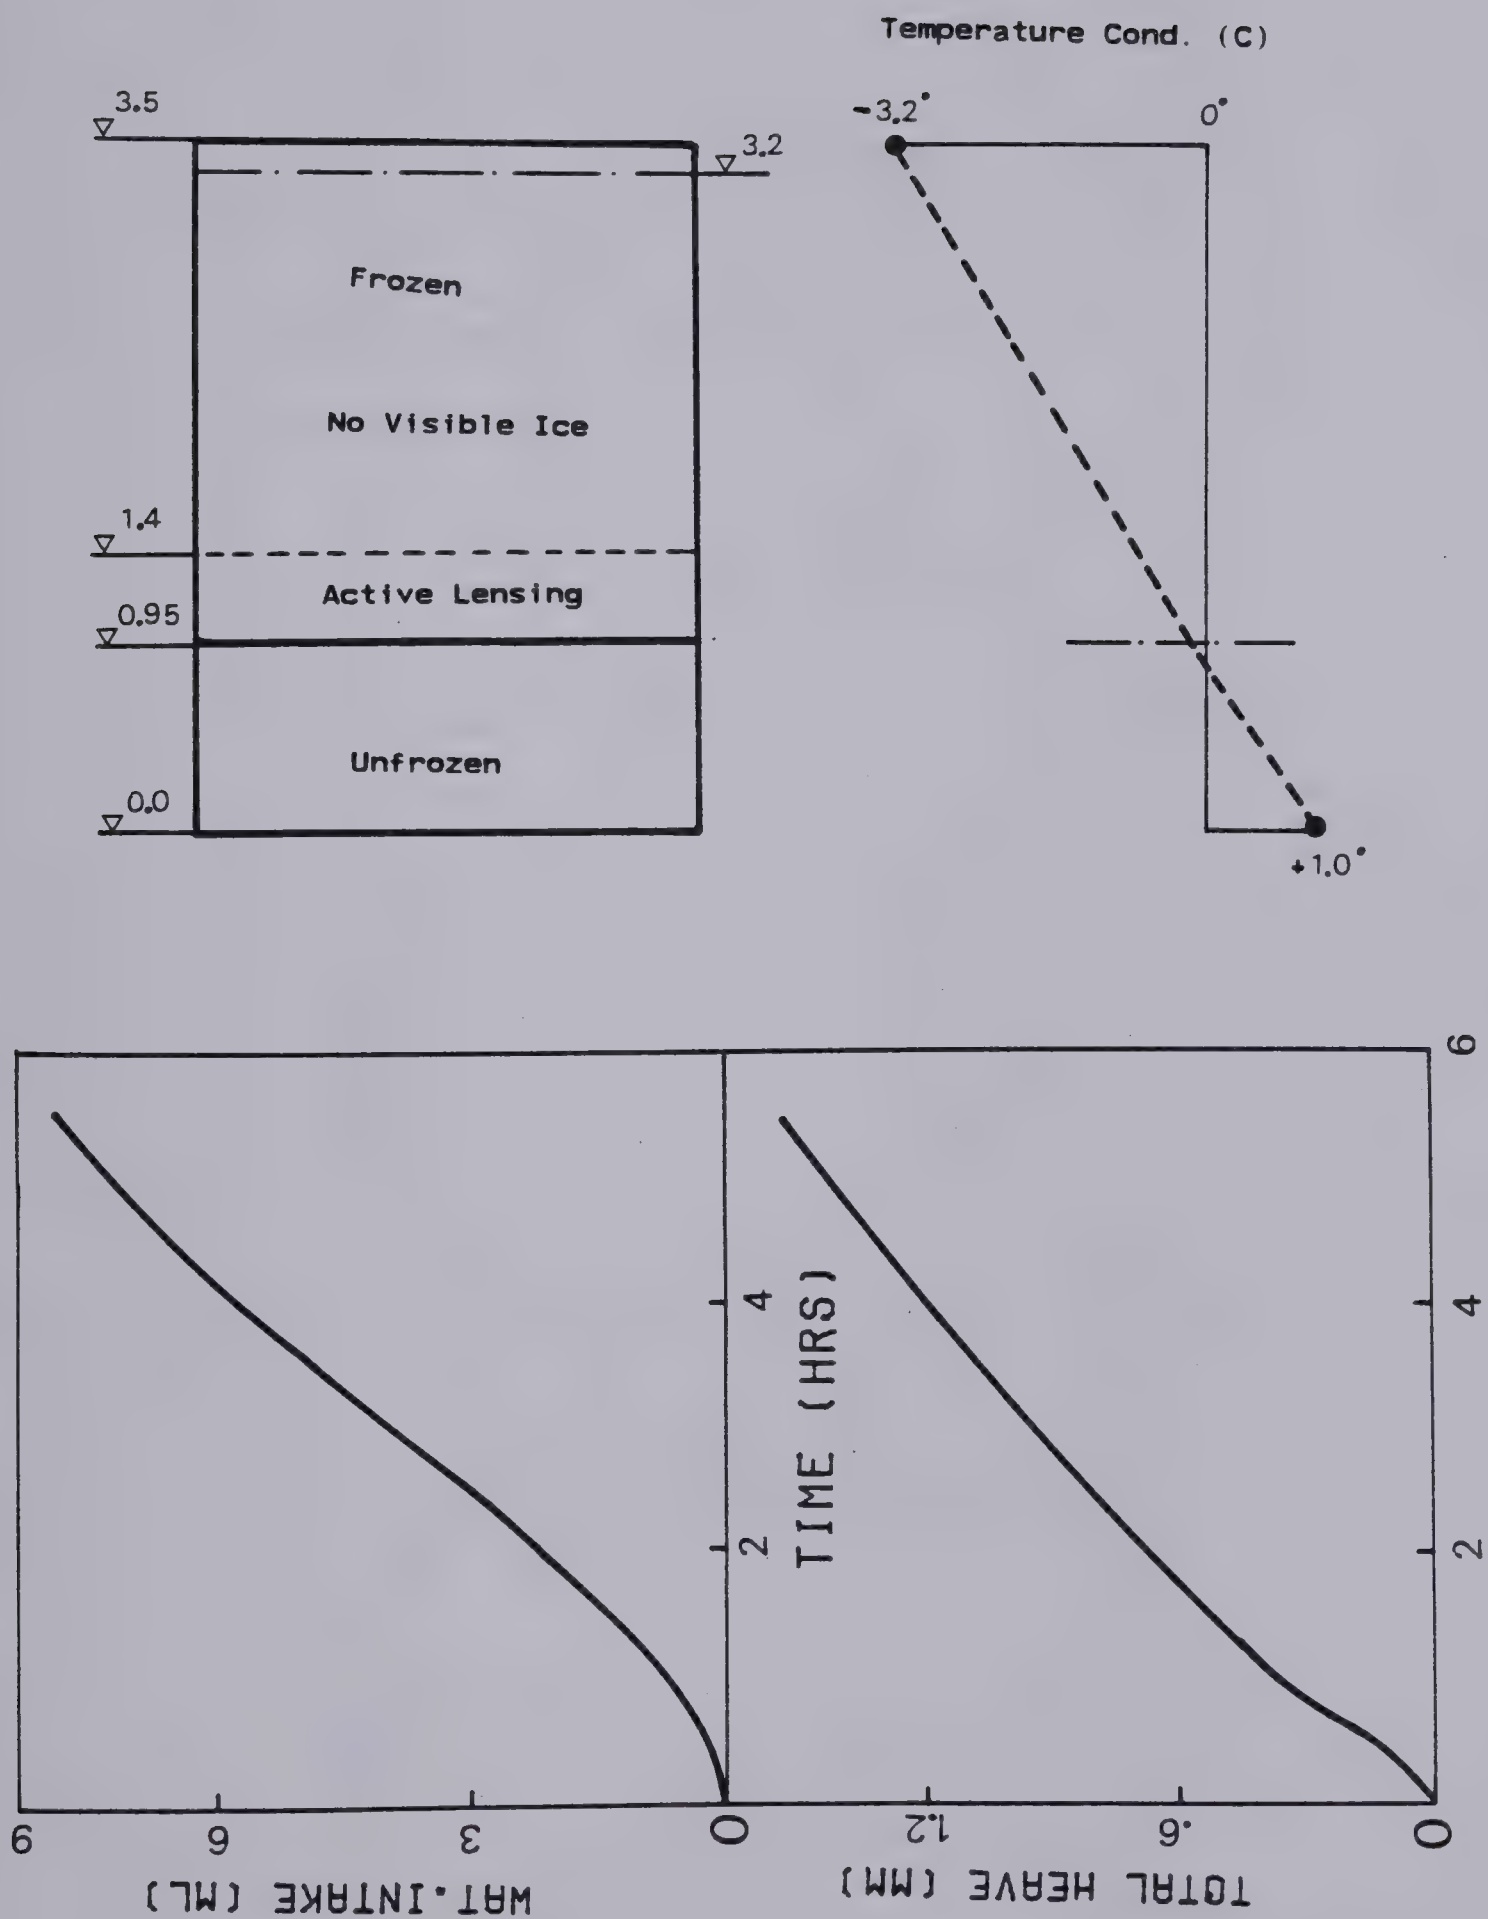 Temperature Cond. (C)
3.5
-3.2°
0°
3.2
Frozen
No Visible Ice
1.4
Active Lensing
0.95
Unfrozen
0.0
+1.0°
6
4
TIME (HRS)
4
2
2
9
6
3
0
1.2
.6
0
WAT.INTAKE (ML)
TOTAL HEAVE (MM)